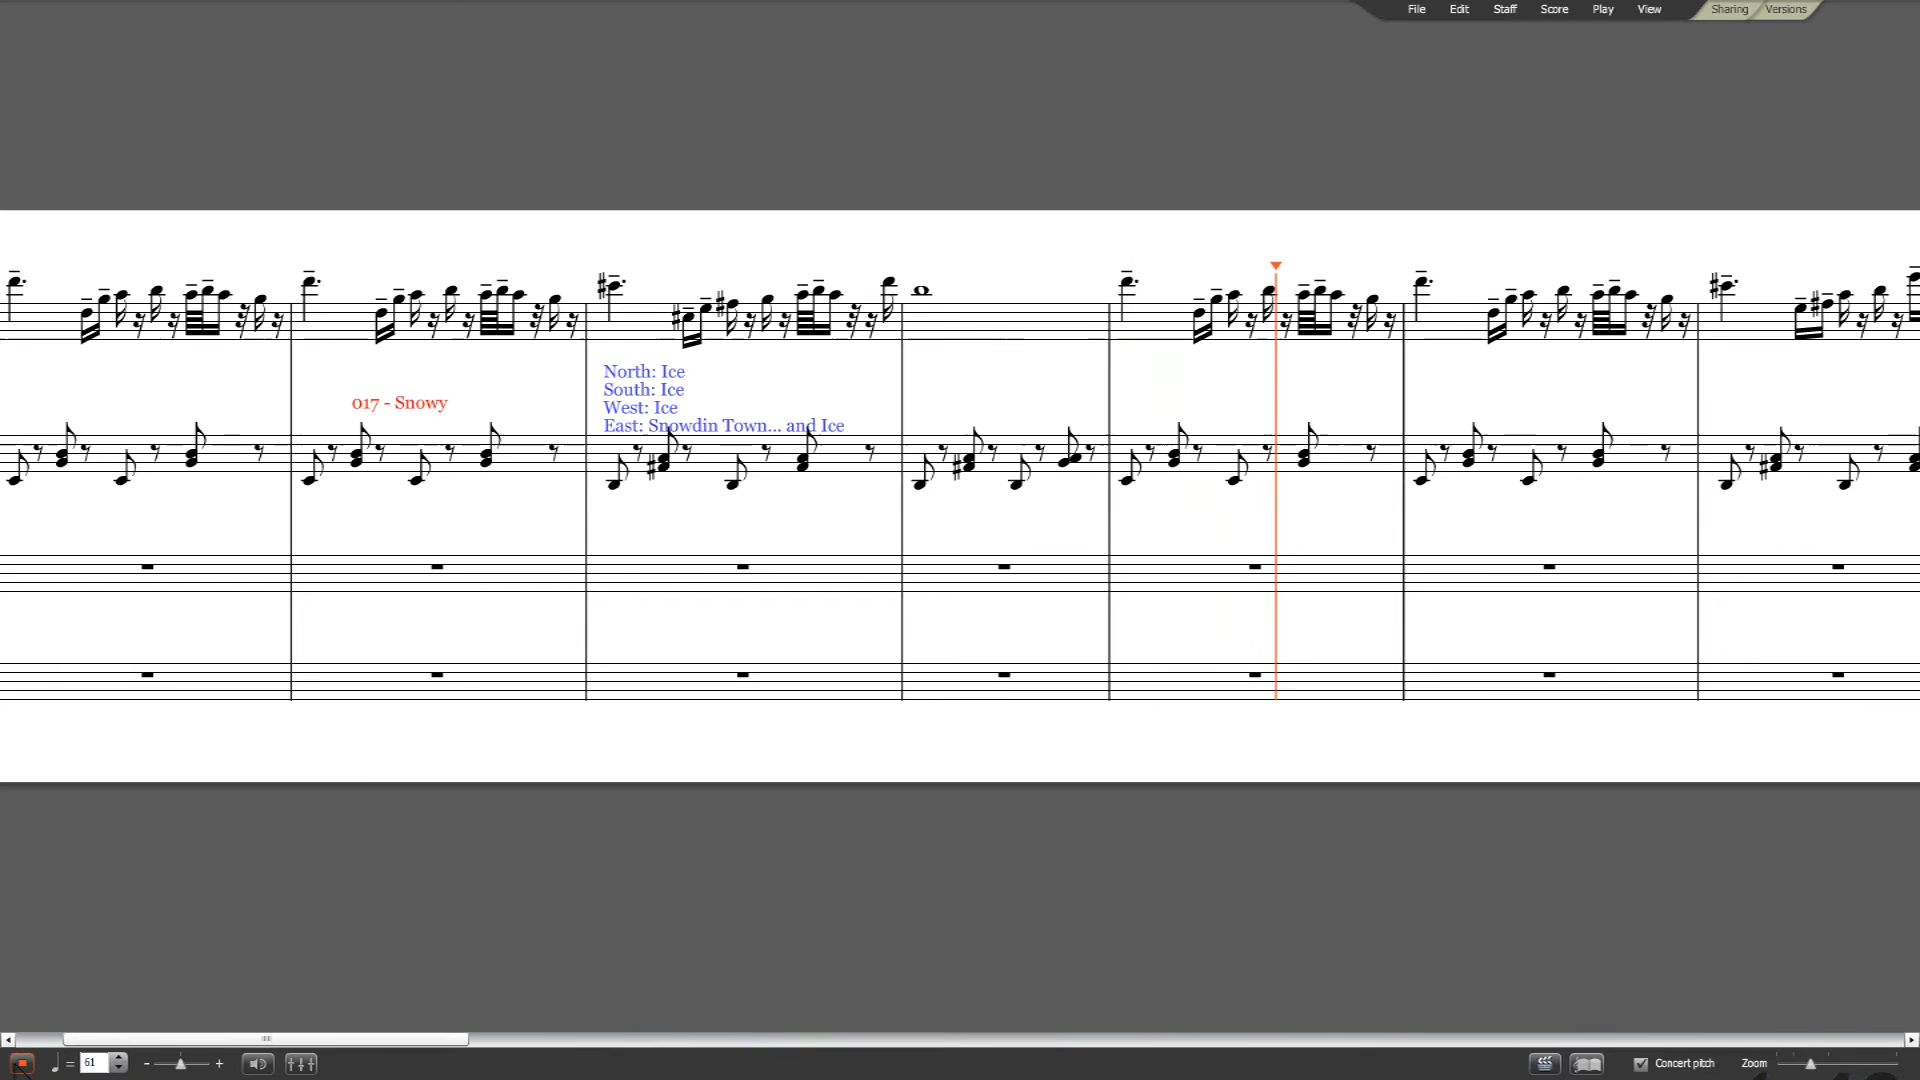 File Edit Staff Score Play View Sharing Versions
017 - Snowy
North: Ice
South: Ice
West: Ice
East: Snowdin Town... and Ice
= 61 - + Concert pitch Zoom